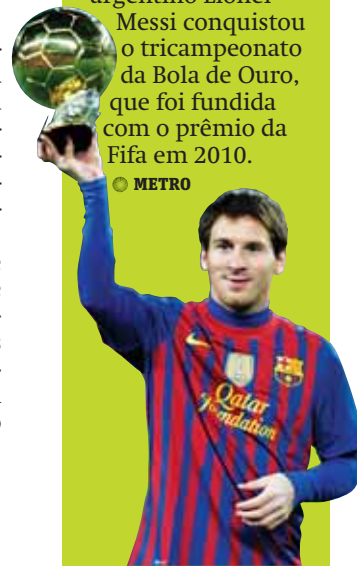 argentino Lionel
Messi conquistou
o tricampeonato
da Bola de Ouro,
que foi fundida
com o prêmio da
Fifa em 2010.
METRO
Qatar
Foundation